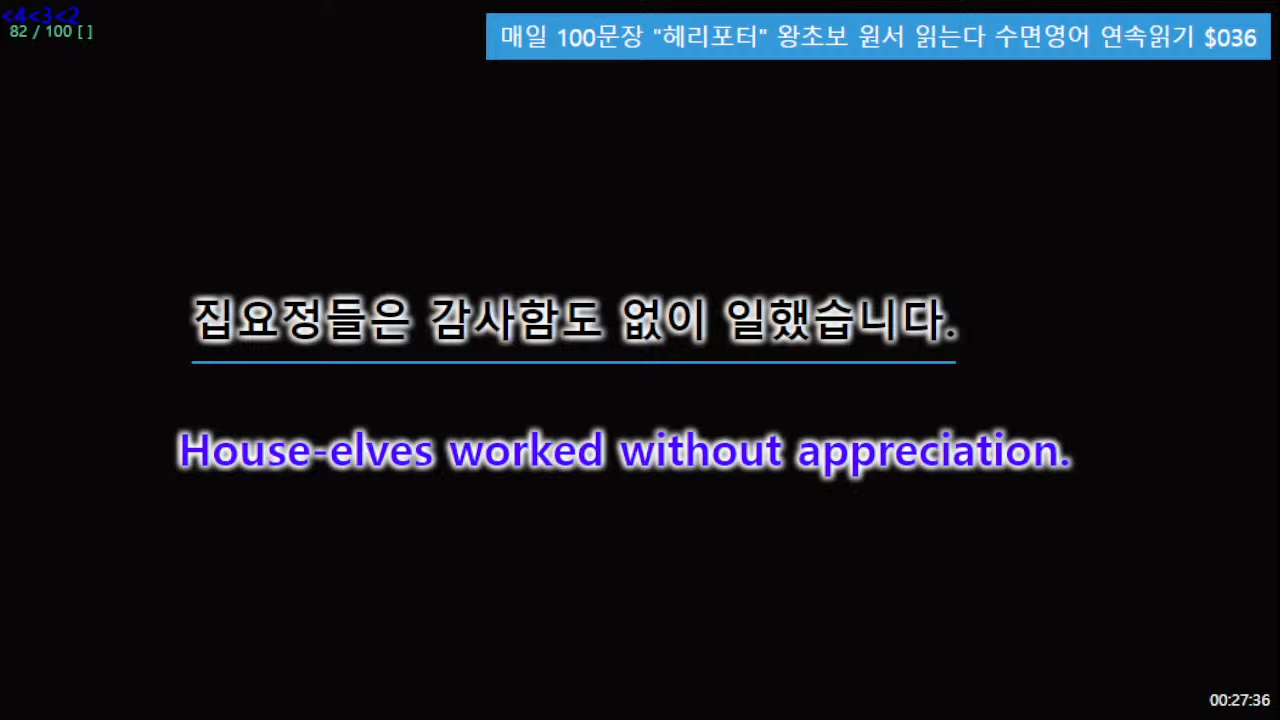 <4<3<2
82 / 100 [ ]
매일 100문장 "헤리포터" 왕초보 원서 읽는다 수면영어 연속읽기 $036
집요정들은 감사함도 없이 일했습니다.
House-elves worked without appreciation.
00:27:36